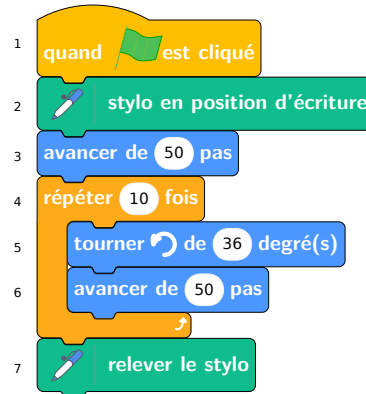 1 quand est cliqué
2 stylo en position d'écriture
3 avancer de 50 pas
4 répéter 10 fois
5 tourner de 36 degré(s)
6 avancer de 50 pas
7 relever le stylo